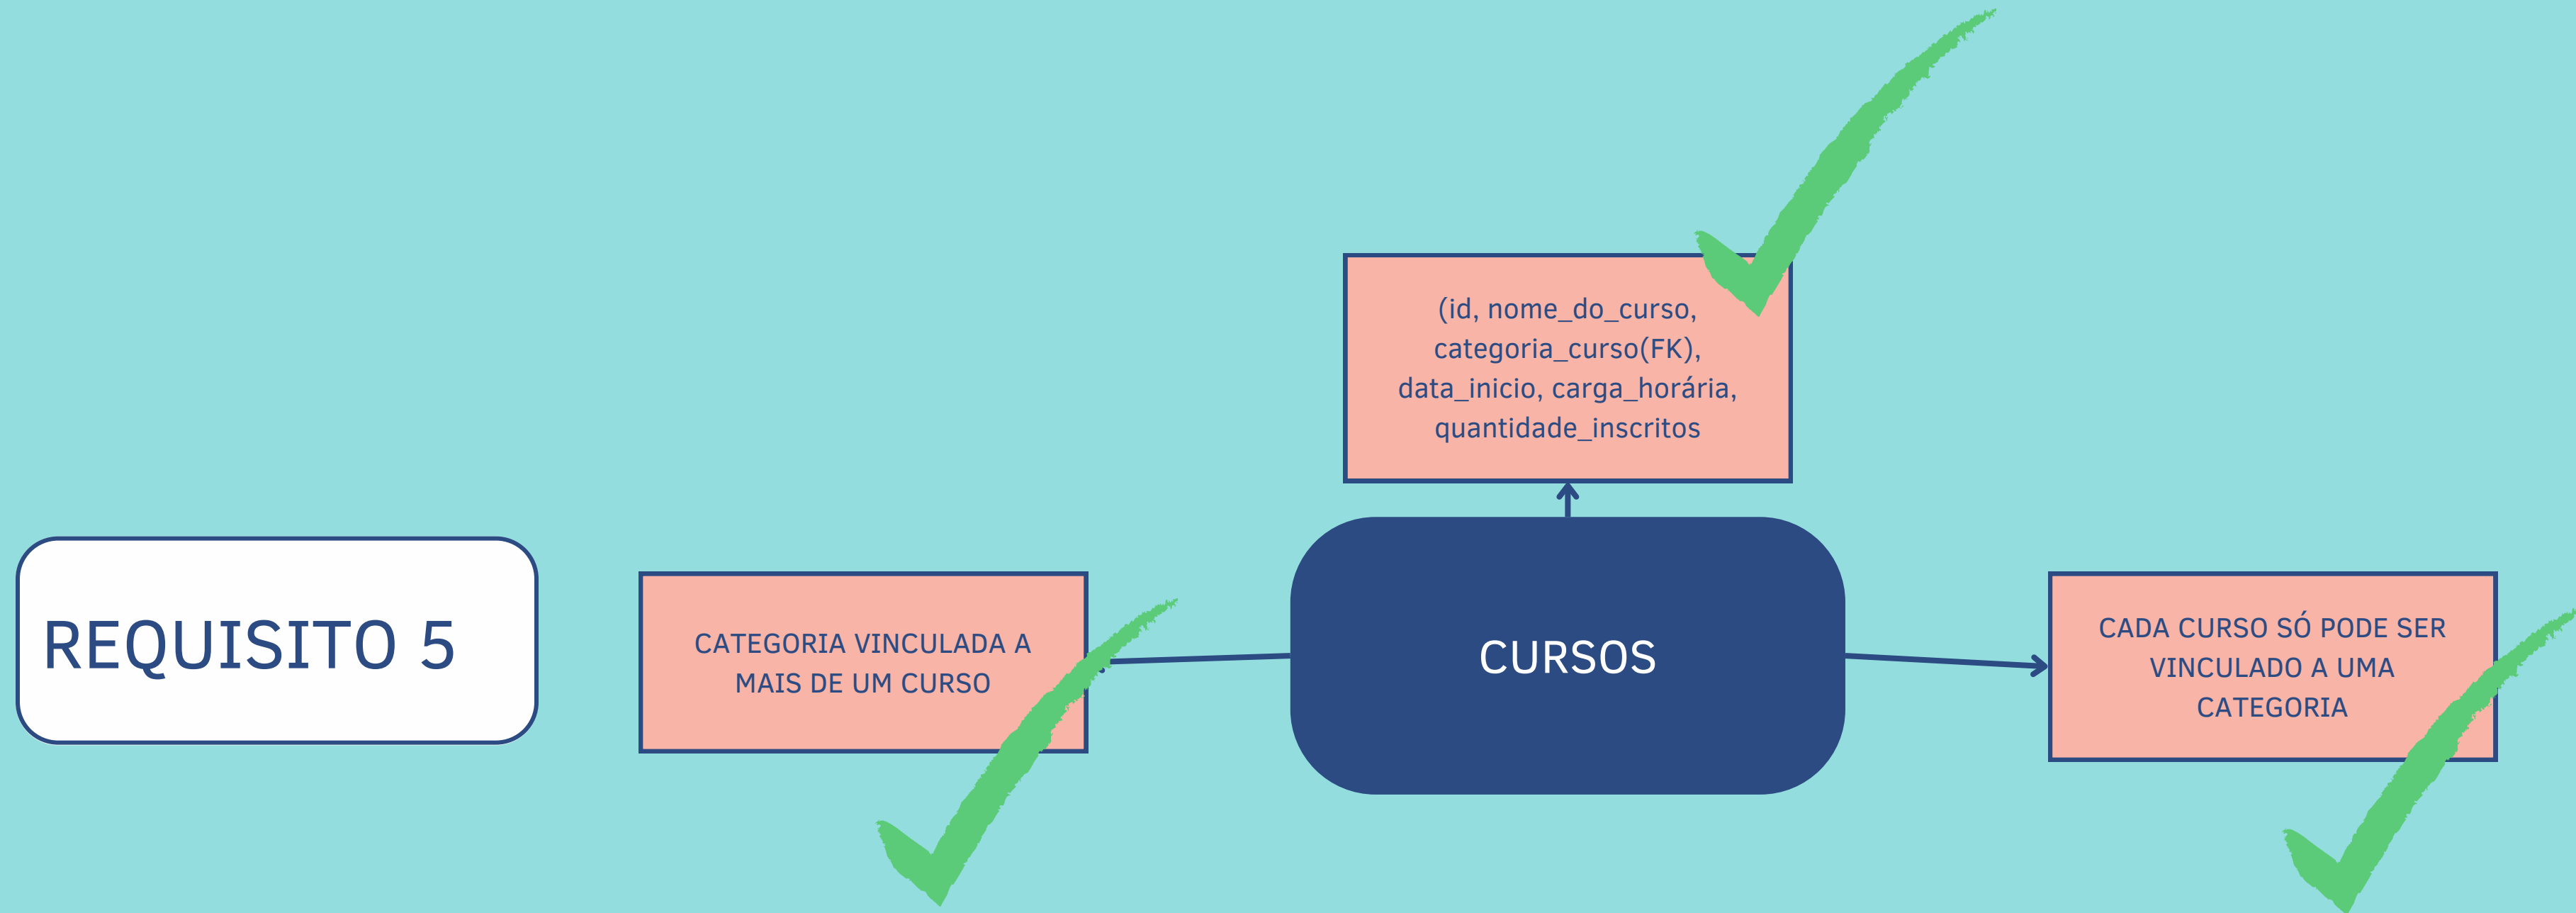 (id, nome_do_curso,
categoria_curso(FK),
data_inicio, carga_horária,
quantidade_inscritos
REQUISITO 5
CATEGORIA VINCULADA A
MAIS DE UM CURSO
CURSOS
CADA CURSO SÓ PODE SER
VINCULADO A UMA
CATEGORIA